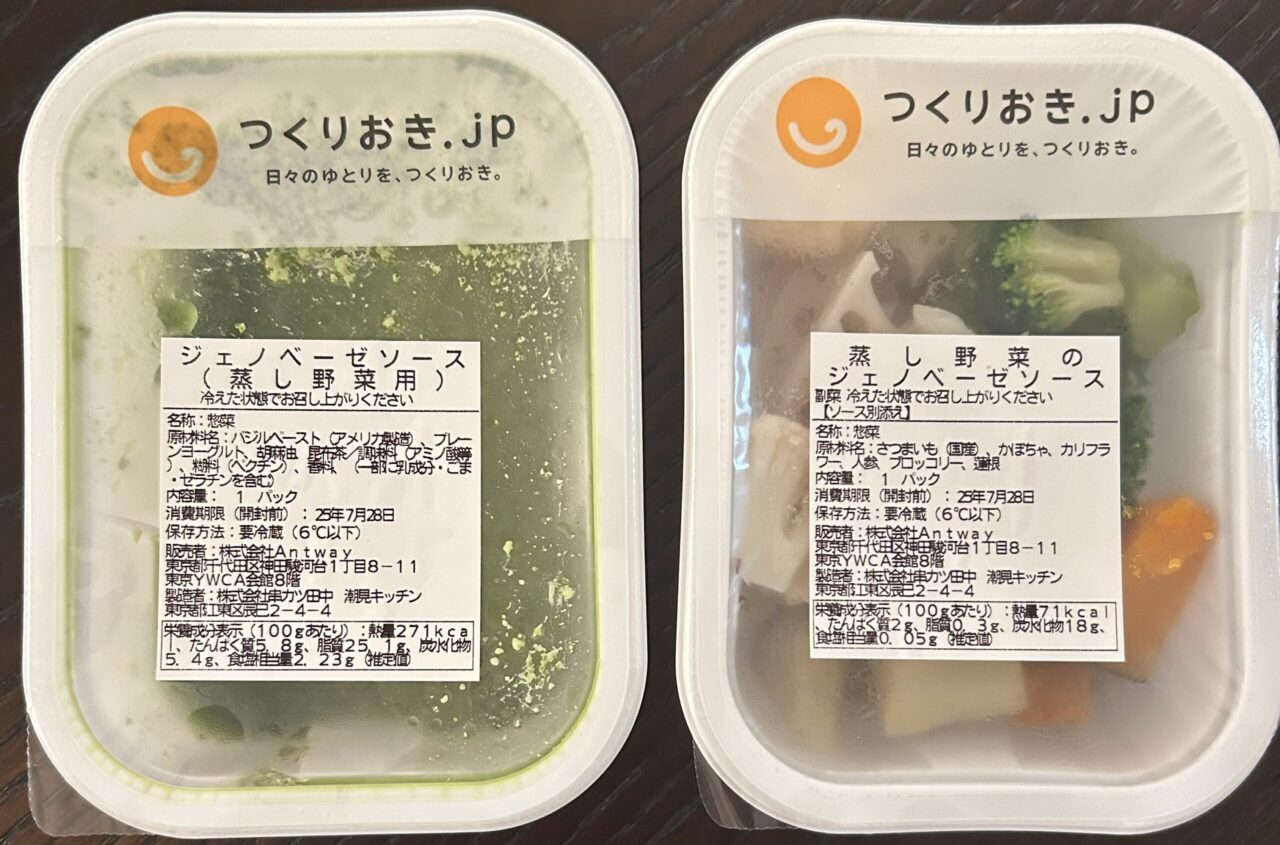 つくりおき.jp
日々のゆとりを、つくりおき。
ジェノベーゼソース
（蒸し野菜用）
冷えた状態でお召し上がりください
名称：惣菜
原材料名：バジルペースト（アメリカ製造）、プレー
ンヨーグルト、胡麻油、昆布茶／調味料（アミノ酸等
）、糊料（ペクチン）、香料、（一部に乳成分・ごま
・ゼラチンを含む）
内容量： 1 パック
消費期限（開封前）：25年7月28日
保存方法：要冷蔵（6℃以下）
販売者：株式会社Antway
東京都千代田区神田駿河台1丁目8－11
東京YWCA会館8階
製造者：株式会社串カツ田中 潮見キッチン
東京都江東区辰巳2－4－4
栄養成分表示（100gあたり）：熱量271kca
l、たんぱく質5.8g、脂質25.1g、炭水化物
5.4g、食塩相当量2.23g（推定値）
つくりおき.jp
日々のゆとりを、つくりおき。
蒸し野菜の
ジェノベーゼソース
副菜 冷えた状態でお召し上がりください
【ソース別添え】
名称：惣菜
原材料名：さつまいも（国産）、かぼちゃ、カリフラ
ワー、人参、ブロッコリー、蓮根
内容量： 1 パック
消費期限（開封前）：25年7月28日
保存方法：要冷蔵（6℃以下）
販売者：株式会社Antway
東京都千代田区神田駿河台1丁目8－11
東京YWCA会館8階
製造者：株式会社串カツ田中 潮見キッチン
東京都江東区辰巳2－4－4
栄養成分表示（100gあたり）：熱量71kcal
、たんぱく質2g、脂質0.3g、炭水化物18g、
食塩相当量0.05g（推定値）